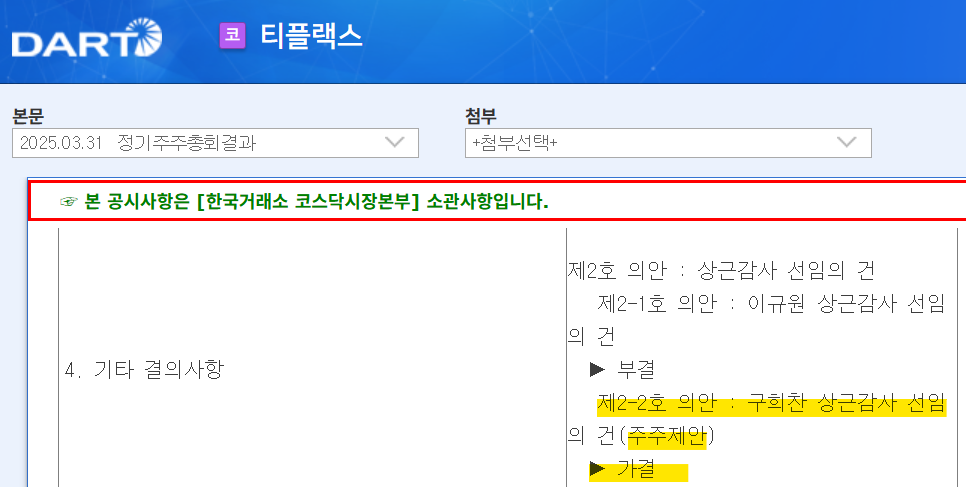 DART 코 티플랙스
본문 첨부
2025.03.31 정기주주총회결과 +첨부선택+
☞ 본 공시사항은 [한국거래소 코스닥시장본부] 소관사항입니다.
제2호 의안 : 상근감사 선임의 건
제2-1호 의안 : 이규원 상근감사 선임
의 건
4. 기타 결의사항
▶ 부결
제2-2호 의안 : 구희찬 상근감사 선임
의 건(주주제안)
▶ 가결